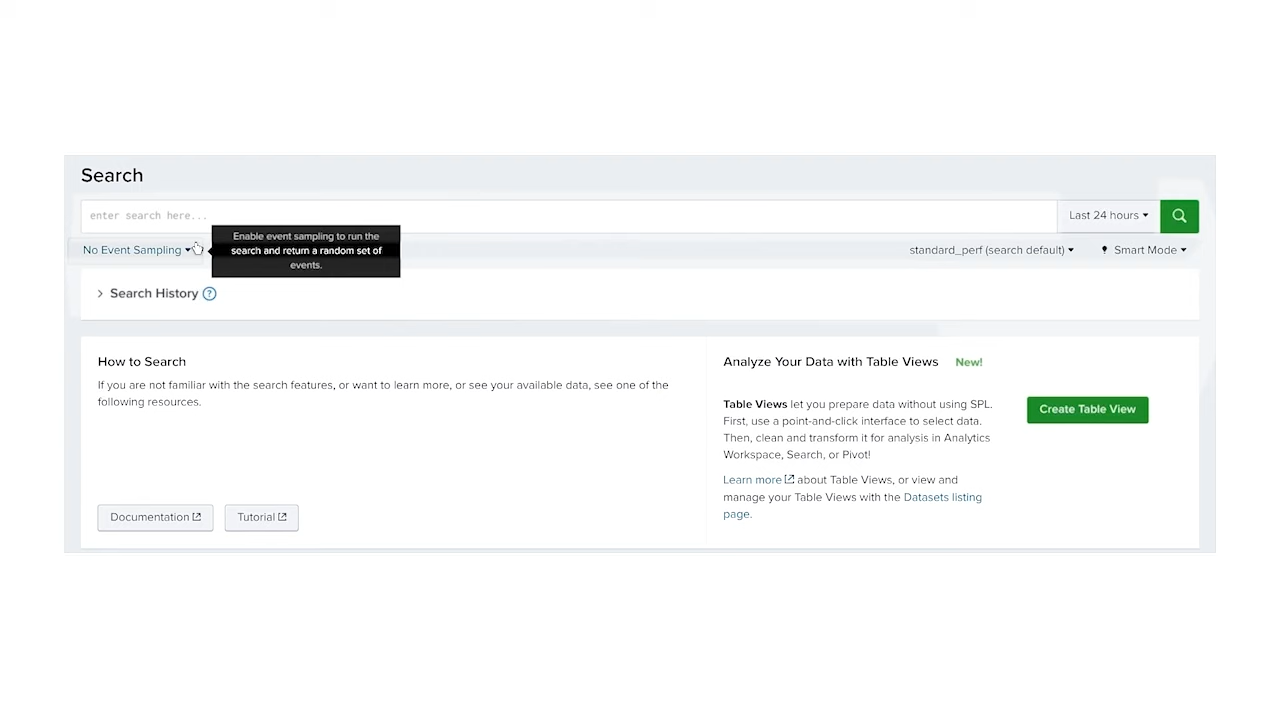 Search
enter search here...
Last 24 hours
No Event Sampling
Enable event sampling to run the
search and return a random set of
events.
standard_perf (search default)
Smart Mode
Search History ?
How to Search
If you are not familiar with the search features, or want to learn more, or see your available data, see one of the
following resources.
Documentation
Tutorial
Analyze Your Data with Table Views New!
Table Views let you prepare data without using SPL.
First, use a point-and-click interface to select data.
Then, clean and transform it for analysis in Analytics
Workspace, Search, or Pivot!
Learn more about Table Views, or view and
manage your Table Views with the Datasets listing
page.
Create Table View